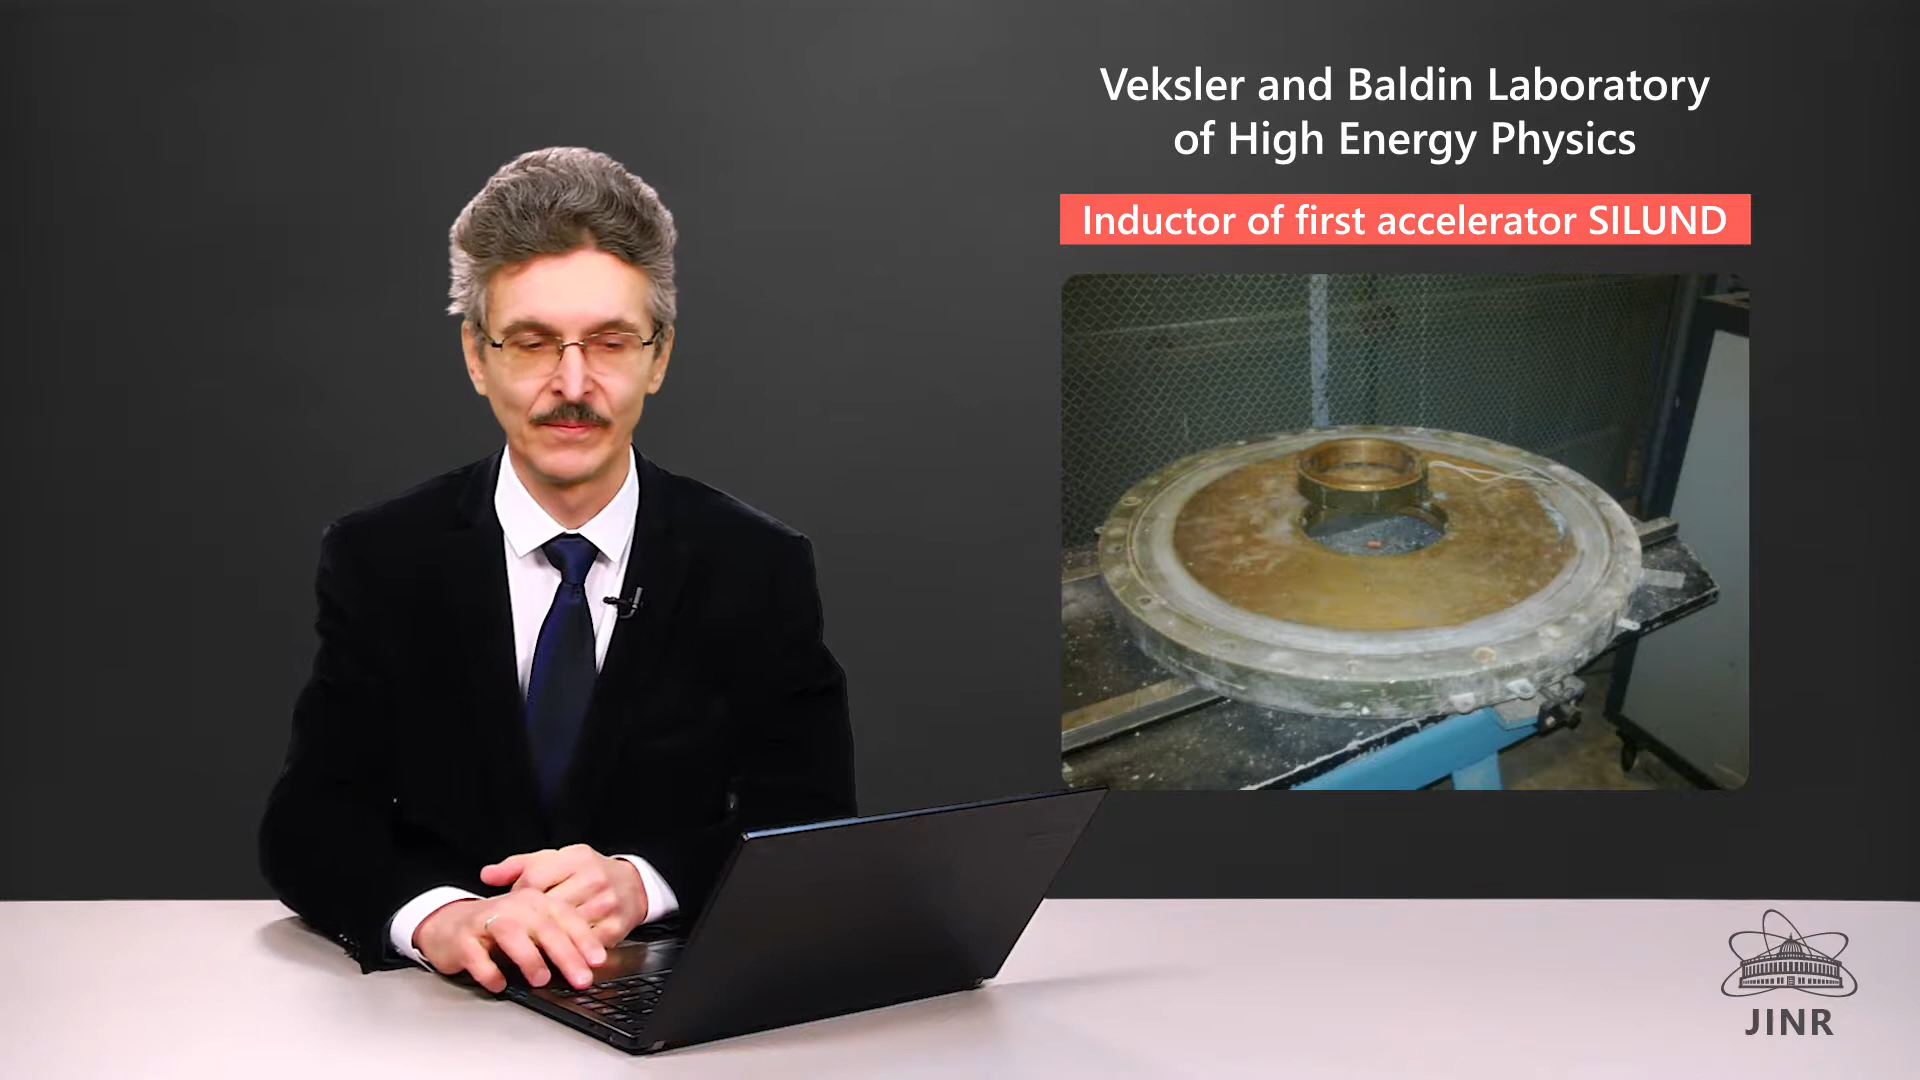 Veksler and Baldin Laboratory
of High Energy Physics
Inductor of first accelerator SILUND
JINR